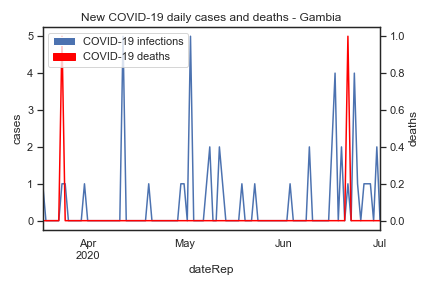 New COVID-19 daily cases and deaths - Gambia
COVID-19 infections
COVID-19 deaths
5
4
3
2
1
0
cases
1.0
0.8
0.6
0.4
0.2
0.0
deaths
Apr
2020
May
Jun
Jul
dateRep